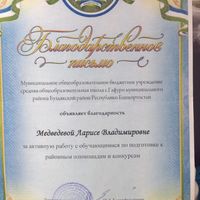 Благодарственное
письмо
Муниципальное общеобразовательное бюджетное учреждение
средняя общеобразовательная школа с.Гафури муниципального
района Буздякский район Республики Башкортостан
объявляет благодарность
Медведевой Ларисе Владимировне
за активную работу с обучающимися по подготовке к
районным олимпиадам и конкурсам